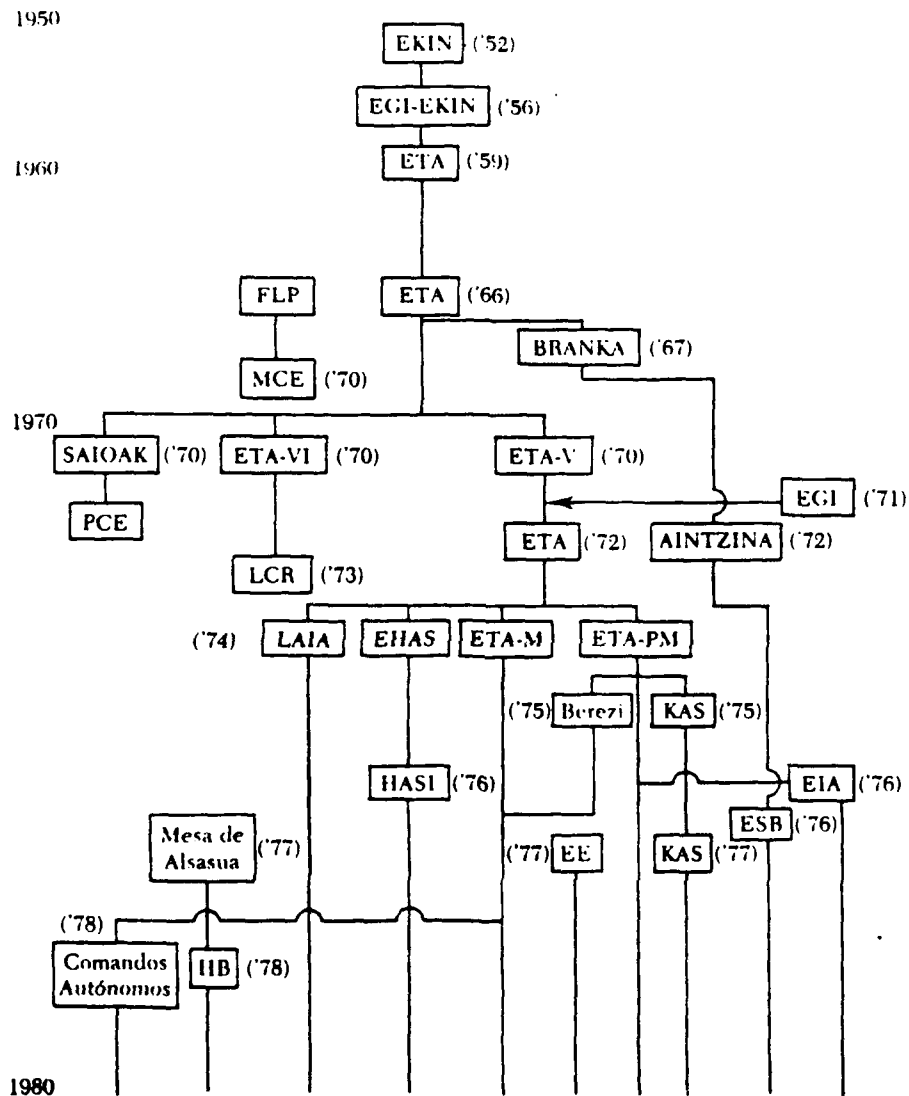 1950
EKIN ('52)
EGI-EKIN ('56)
ETA ('59)
1960
FLP
ETA ('66)
BRANKA ('67)
MCE ('70)
1970
SAIOAK ('70)
ETA-VI ('70)
ETA-V ('70)
EGI ('71)
PCE
ETA ('72)
AINTZINA ('72)
LCR ('73)
('74)
LAIA
EHAS
ETA-M
ETA-PM
('75) Berezi
KAS ('75)
HASI ('76)
EIA ('76)
ESB ('76)
Mesa de
Alsasua
('77)
('77) EE
KAS ('77)
('78)
Comandos
Autónomos
HB ('78)
1980